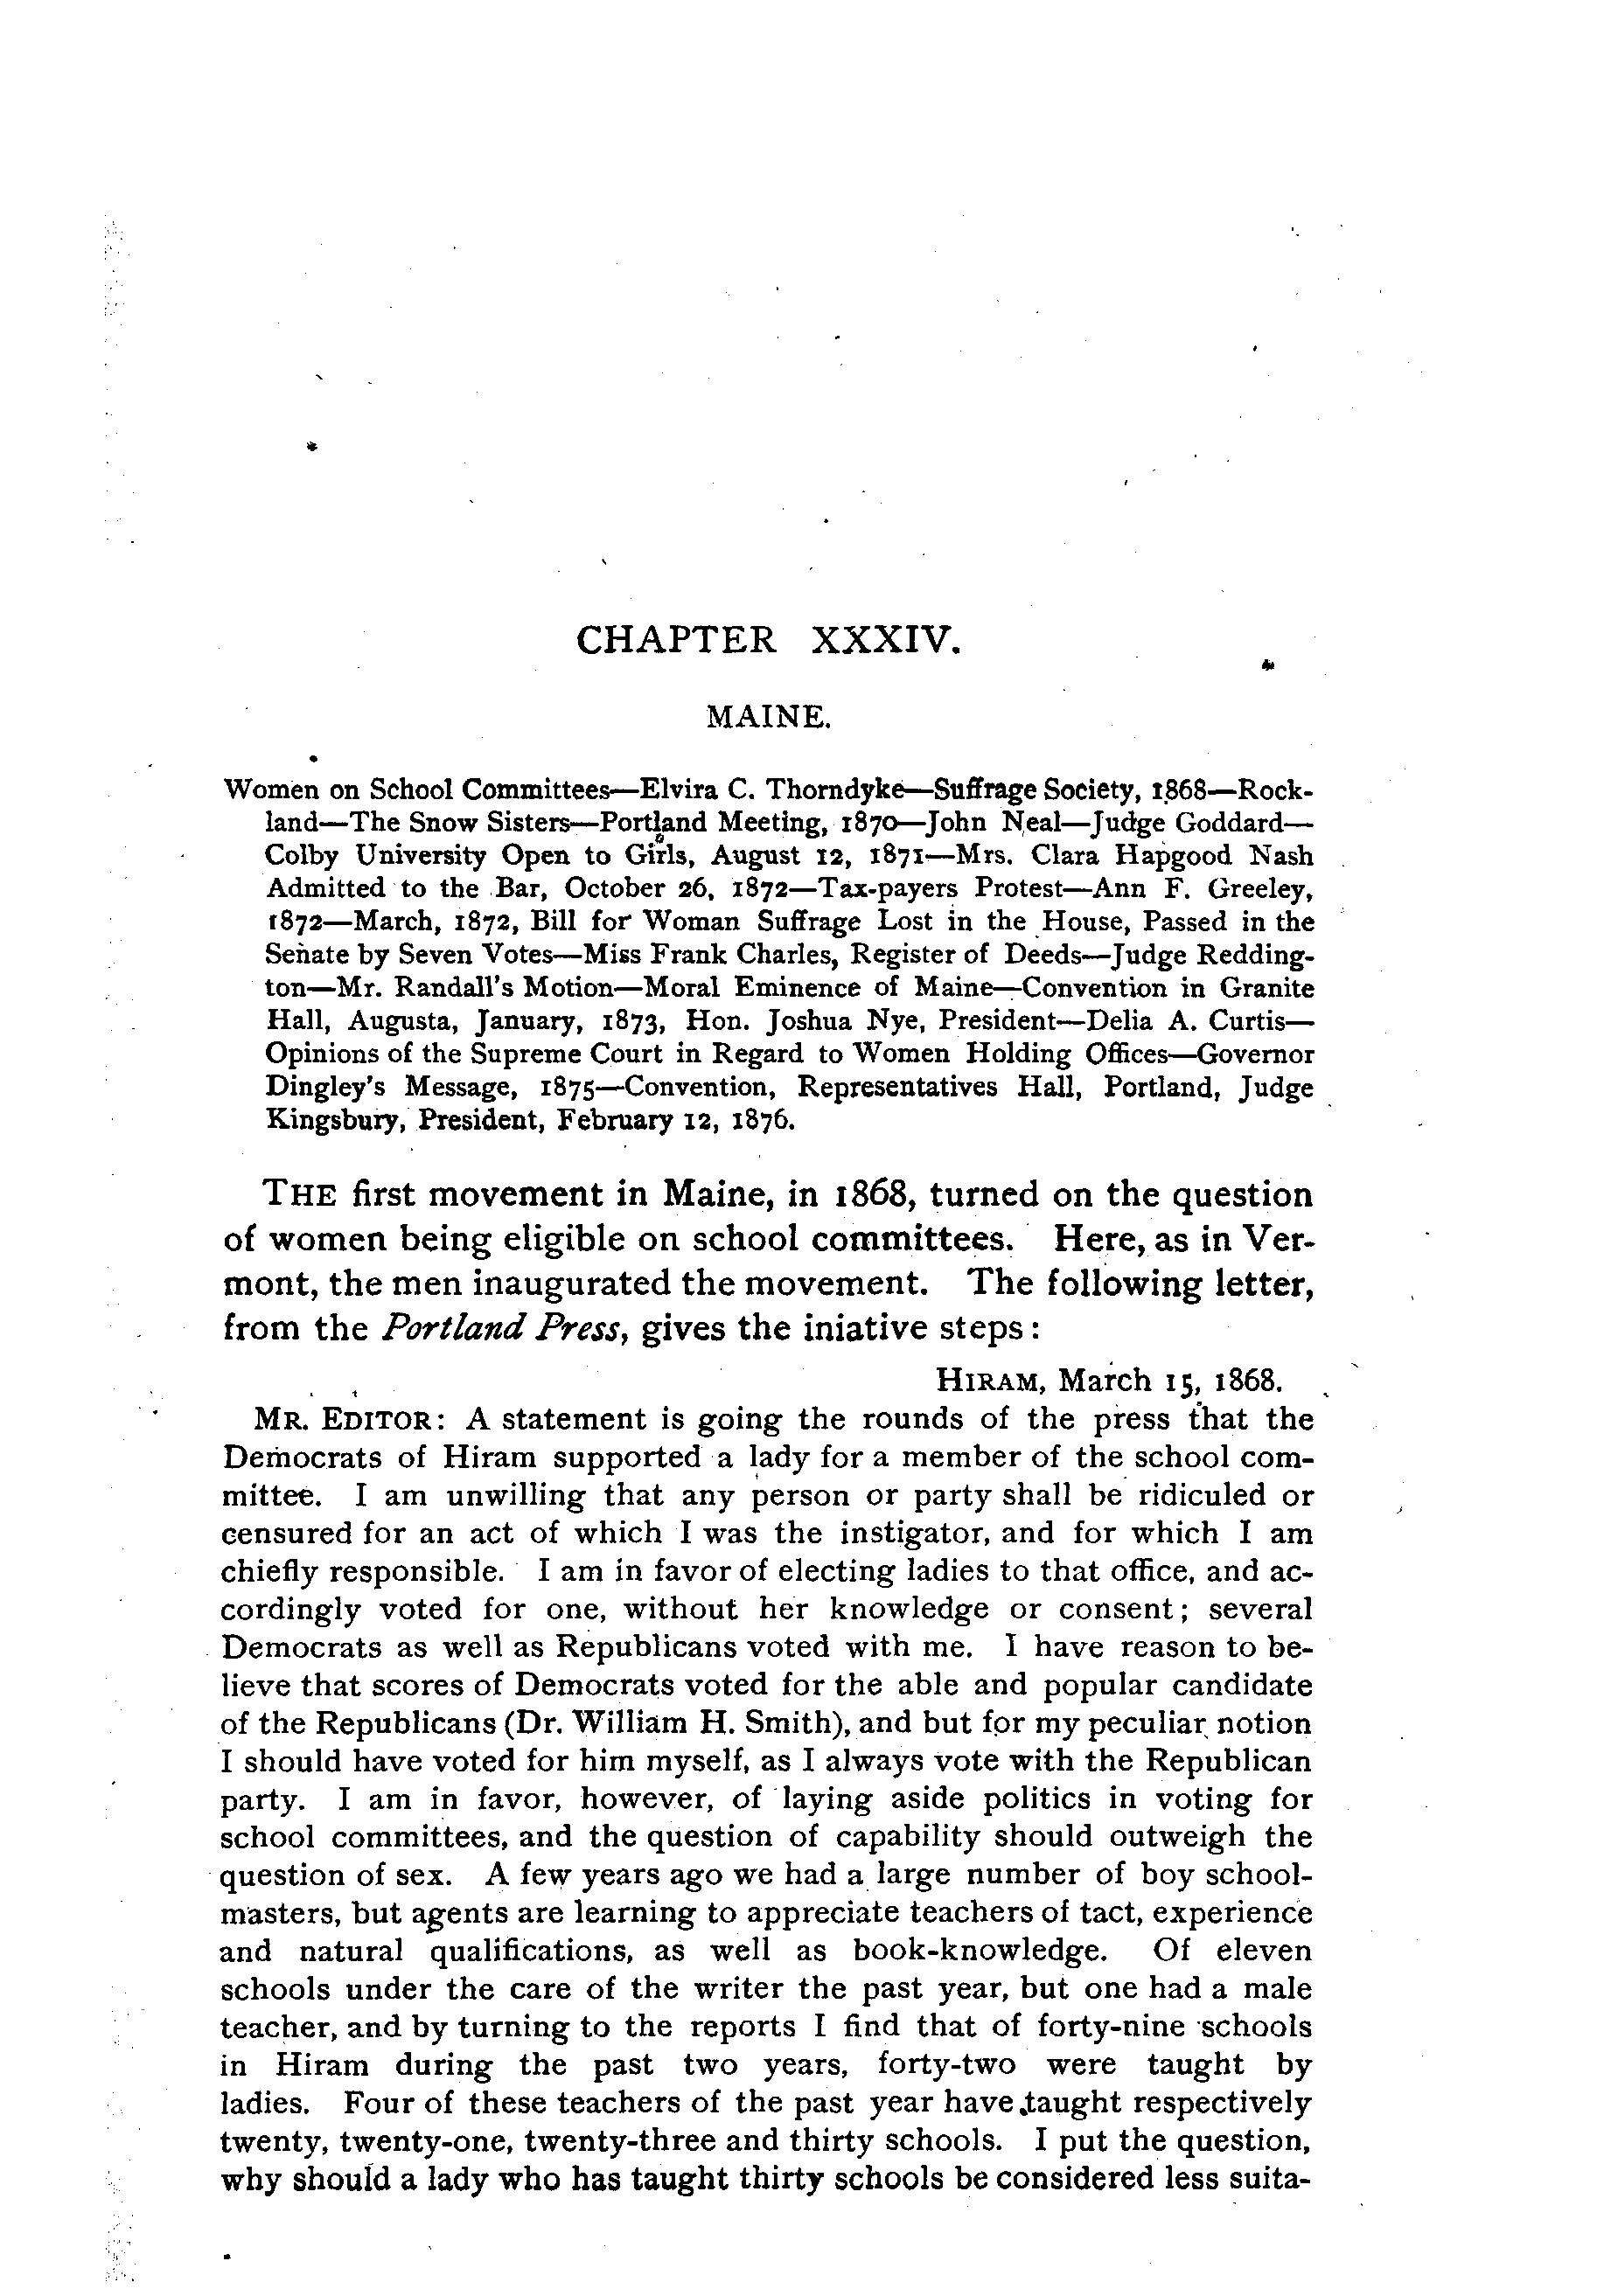 CHAPTER XXXIV.
MAINE.
Women on School Committees—Elvira C. Thorndyke—Suffrage Society, 1868—Rock-
land—The Snow Sisters—Portland Meeting, 1870—John Neal—Judge Goddard—
Colby University Open to Girls, August 12, 1871—Mrs. Clara Hapgood Nash
Admitted to the Bar, October 26, 1872—Tax-payers Protest—Ann F. Greeley,
1872—March, 1872, Bill for Woman Suffrage Lost in the House, Passed in the
Senate by Seven Votes—Miss Frank Charles, Register of Deeds—Judge Redding-
ton—Mr. Randall's Motion—Moral Eminence of Maine—Convention in Granite
Hall, Augusta, January, 1873, Hon. Joshua Nye, President—Delia A. Curtis—
Opinions of the Supreme Court in Regard to Women Holding Offices—Governor
Dingley's Message, 1875—Convention, Representatives Hall, Portland, Judge
Kingsbury, President, February 12, 1876.
THE first movement in Maine, in 1868, turned on the question
of women being eligible on school committees. Here, as in Ver-
mont, the men inaugurated the movement. The following letter,
from the Portland Press, gives the iniative steps:
HIRAM, March 15, 1868.
MR. EDITOR: A statement is going the rounds of the press that the
Democrats of Hiram supported a lady for a member of the school com-
mittee. I am unwilling that any person or party shall be ridiculed or
censured for an act of which I was the instigator, and for which I am
chiefly responsible. I am in favor of electing ladies to that office, and ac-
cordingly voted for one, without her knowledge or consent; several
Democrats as well as Republicans voted with me. I have reason to be-
lieve that scores of Democrats voted for the able and popular candidate
of the Republicans (Dr. William H. Smith), and but for my peculiar notion
I should have voted for him myself, as I always vote with the Republican
party. I am in favor, however, of laying aside politics in voting for
school committees, and the question of capability should outweigh the
question of sex. A few years ago we had a large number of boy school-
masters, but agents are learning to appreciate teachers of tact, experience
and natural qualifications, as well as book-knowledge. Of eleven
schools under the care of the writer the past year, but one had a male
teacher, and by turning to the reports I find that of forty-nine schools
in Hiram during the past two years, forty-two were taught by
ladies. Four of these teachers of the past year have taught respectively
twenty, twenty-one, twenty-three and thirty schools. I put the question,
why should a lady who has taught thirty schools be considered less suita-